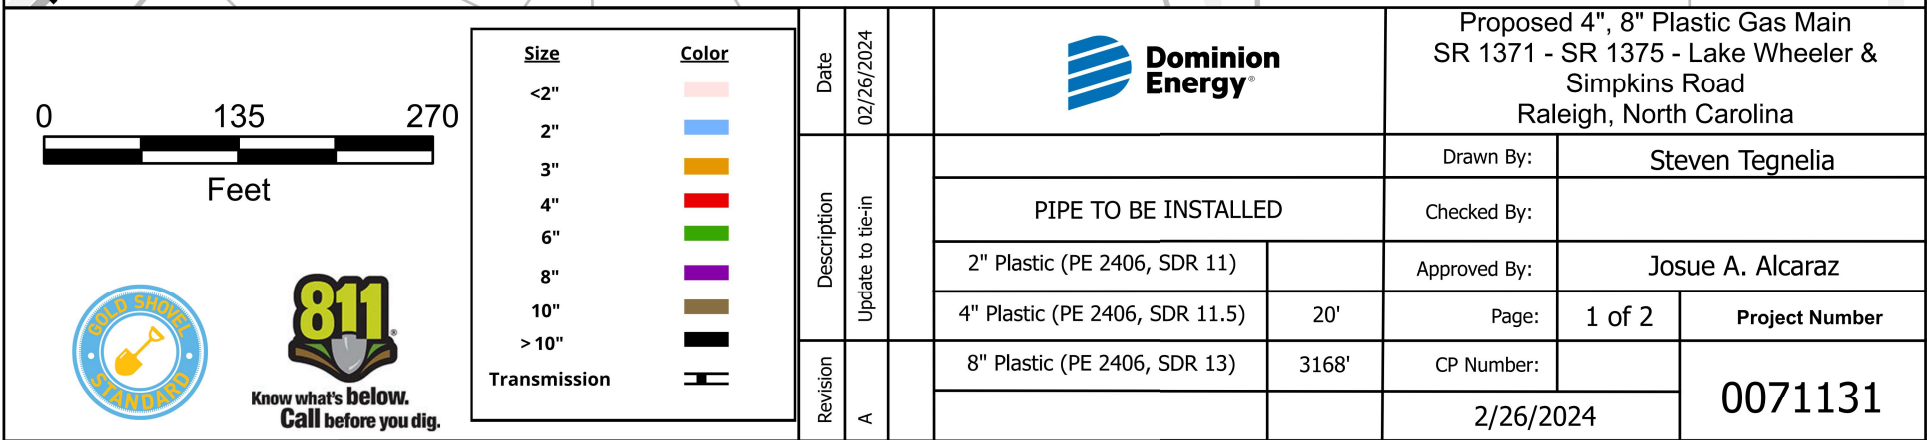 0 135 270
Feet
GOLD SHOVEL
STANDARD
811®
Know what's below.
Call before you dig.
Size Color
<2"
2"
3"
4"
6"
8"
10"
> 10"
Transmission
Date
02/26/2024
Description
Update to tie-in
Revision
A
Dominion
Energy®
PIPE TO BE INSTALLED
2" Plastic (PE 2406, SDR 11)
4" Plastic (PE 2406, SDR 11.5) 20'
8" Plastic (PE 2406, SDR 13) 3168'
Proposed 4", 8" Plastic Gas Main
SR 1371 - SR 1375 - Lake Wheeler &
Simpkins Road
Raleigh, North Carolina
Drawn By: Steven Tegnelia
Checked By:
Approved By: Josue A. Alcaraz
Page: 1 of 2
Project Number
CP Number:
0071131
2/26/2024